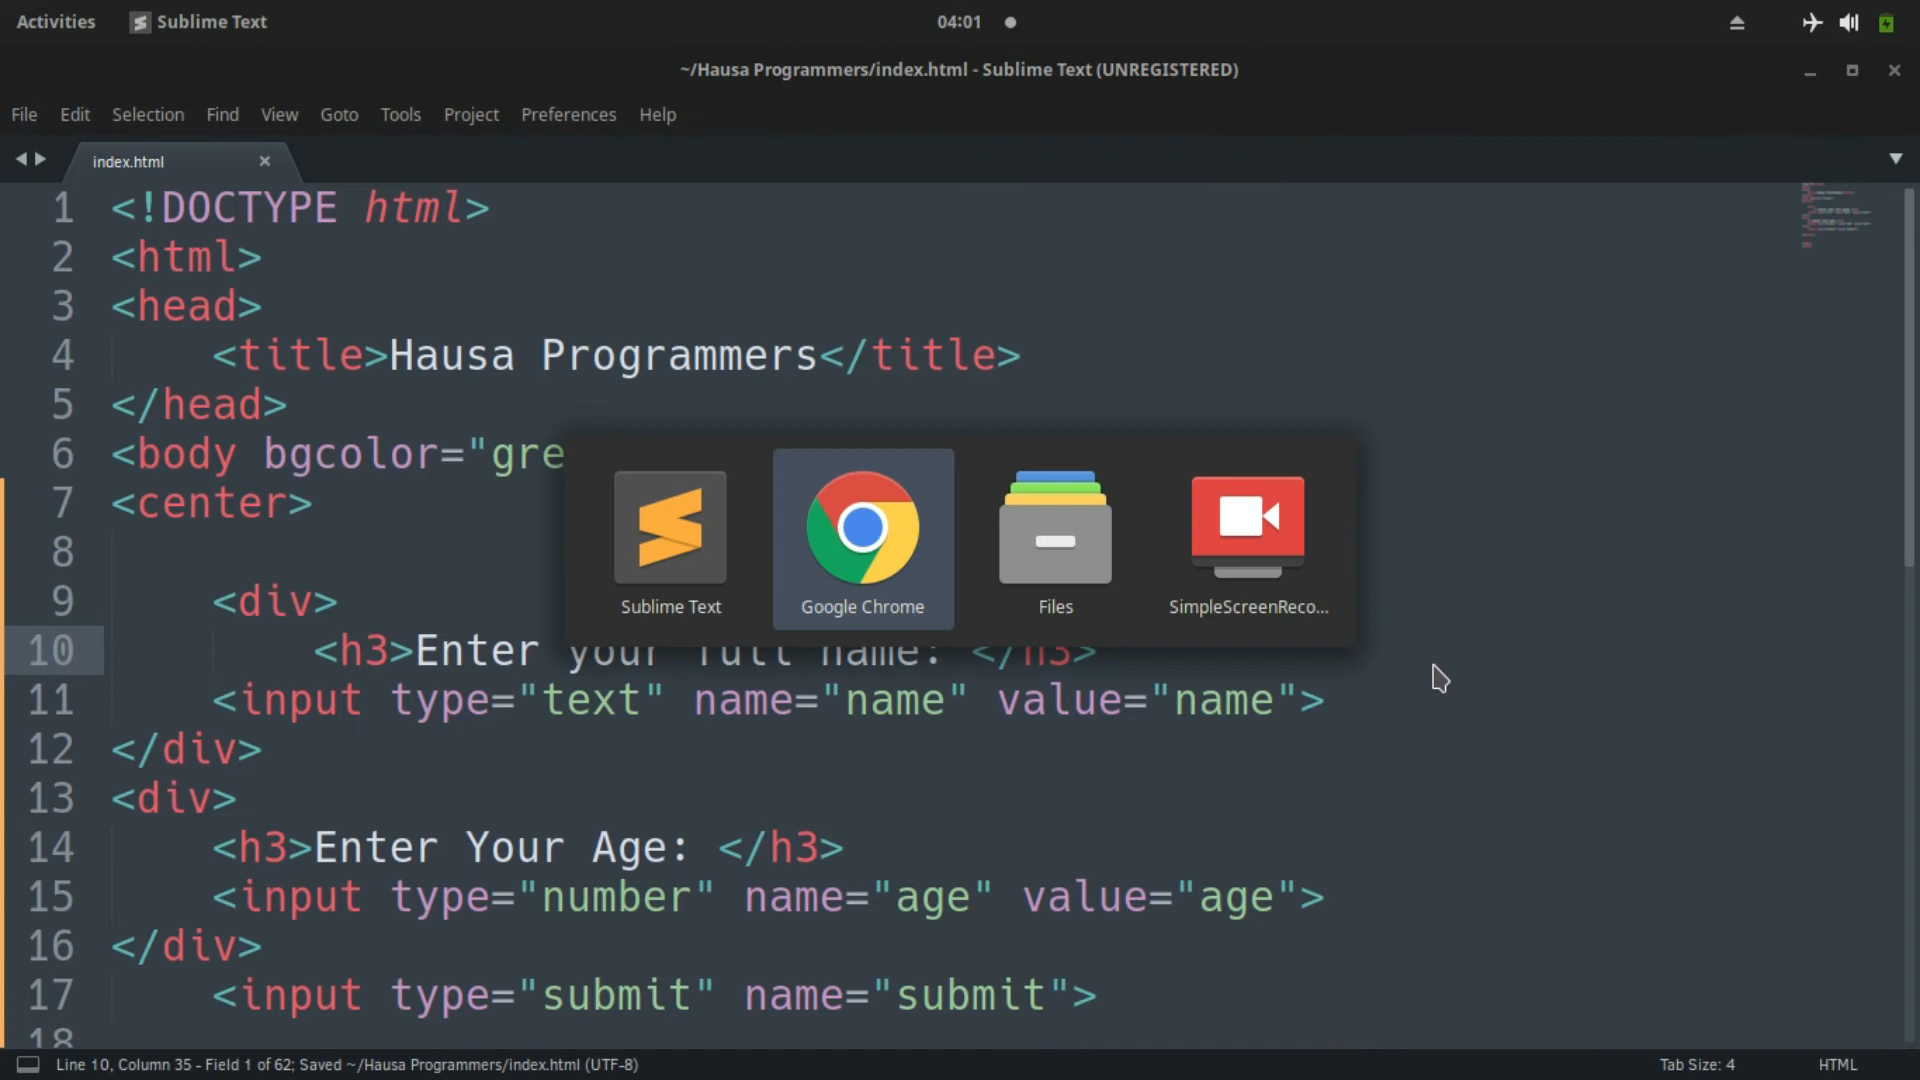 Activities Sublime Text 04:01
~/Hausa Programmers/index.html - Sublime Text (UNREGISTERED)
File Edit Selection Find View Goto Tools Project Preferences Help
index.html
1 <!DOCTYPE html>
2 <html>
3 <head>
4 <title>Hausa Programmers</title>
5 </head>
6 <body bgcolor="gre
7 <center>
8
9 <div>
10 <h3>Enter your full name: </h3>
11 <input type="text" name="name" value="name">
12 </div>
13 <div>
14 <h3>Enter Your Age: </h3>
15 <input type="number" name="age" value="age">
16 </div>
17 <input type="submit" name="submit">
18
Sublime Text
Google Chrome
Files
SimpleScreenReco...
Line 10, Column 35 - Field 1 of 62; Saved ~/Hausa Programmers/index.html (UTF-8) Tab Size: 4 HTML